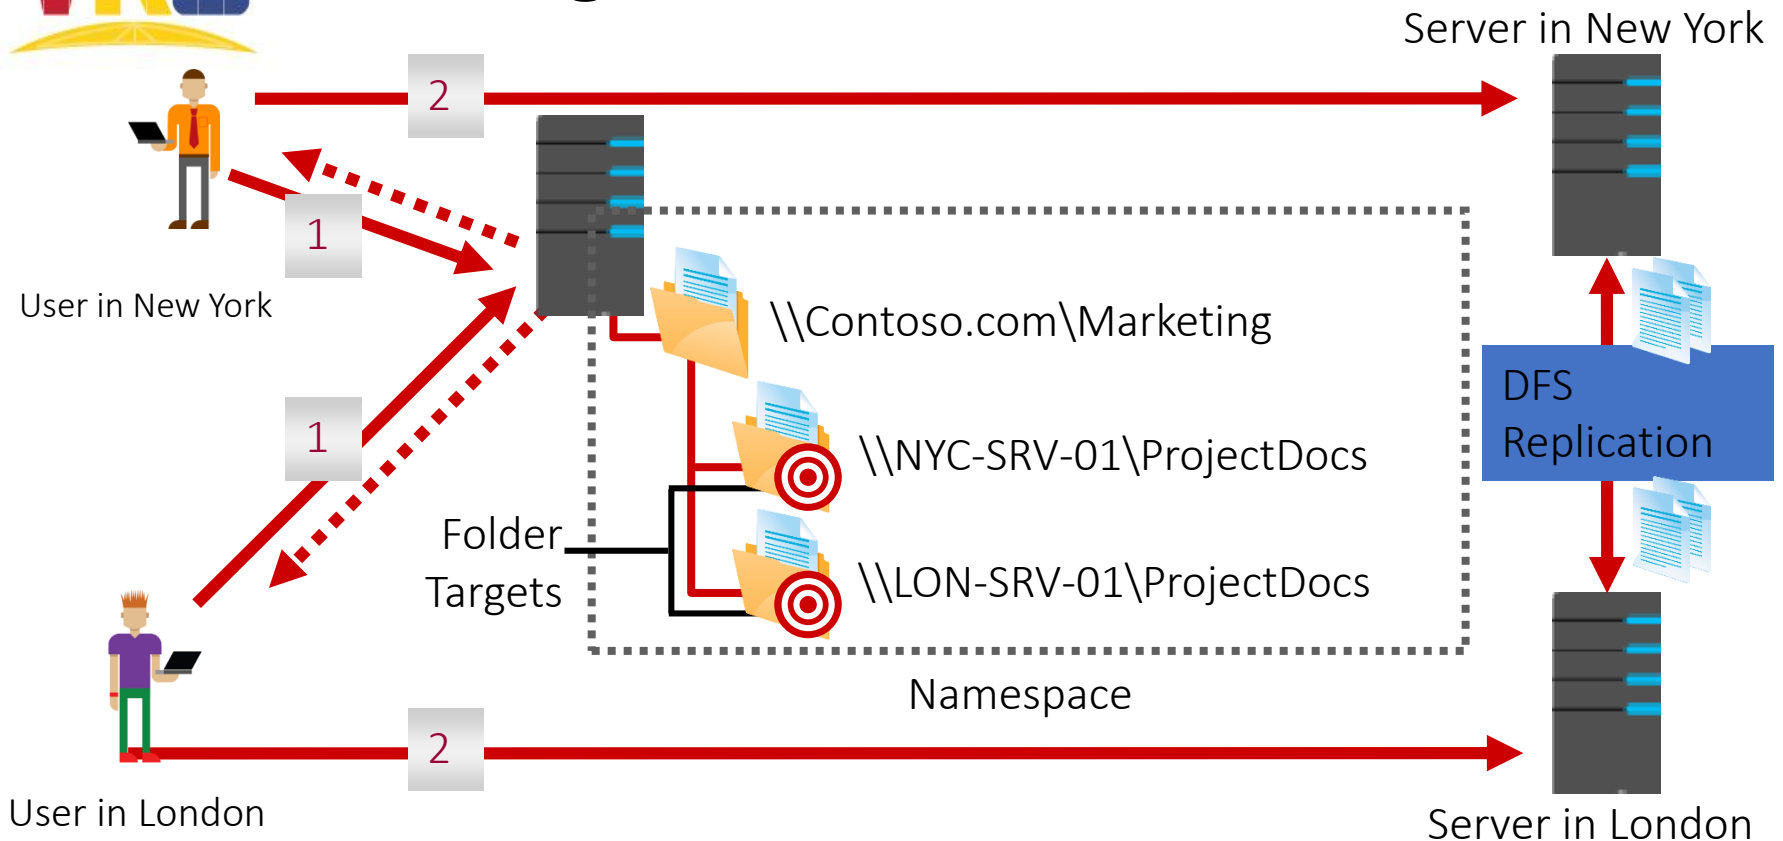 Server in New York
2
1
User in New York
\\Contoso.com\Marketing
DFS
Replication
1
\\NYC-SRV-01\ProjectDocs
Folder
Targets
\\LON-SRV-01\ProjectDocs
Namespace
2
User in London
Server in London